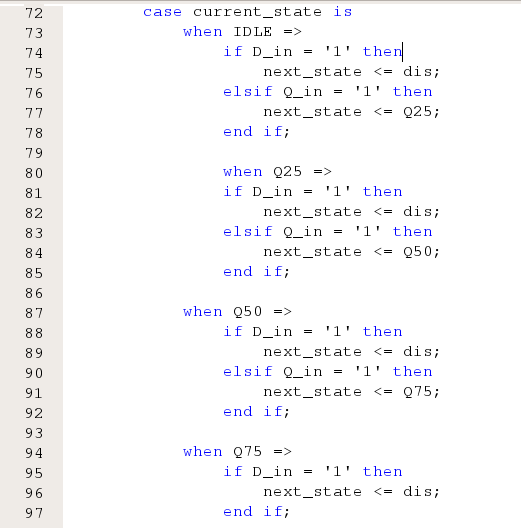 72 case current_state is
73 when IDLE =>
74 if D_in = '1' then
75 next_state <= dis;
76 elsif Q_in = '1' then
77 next_state <= Q25;
78 end if;
79
80 when Q25 =>
81 if D_in = '1' then
82 next_state <= dis;
83 elsif Q_in = '1' then
84 next_state <= Q50;
85 end if;
86
87 when Q50 =>
88 if D_in = '1' then
89 next_state <= dis;
90 elsif Q_in = '1' then
91 next_state <= Q75;
92 end if;
93
94 when Q75 =>
95 if D_in = '1' then
96 next_state <= dis;
97 end if;